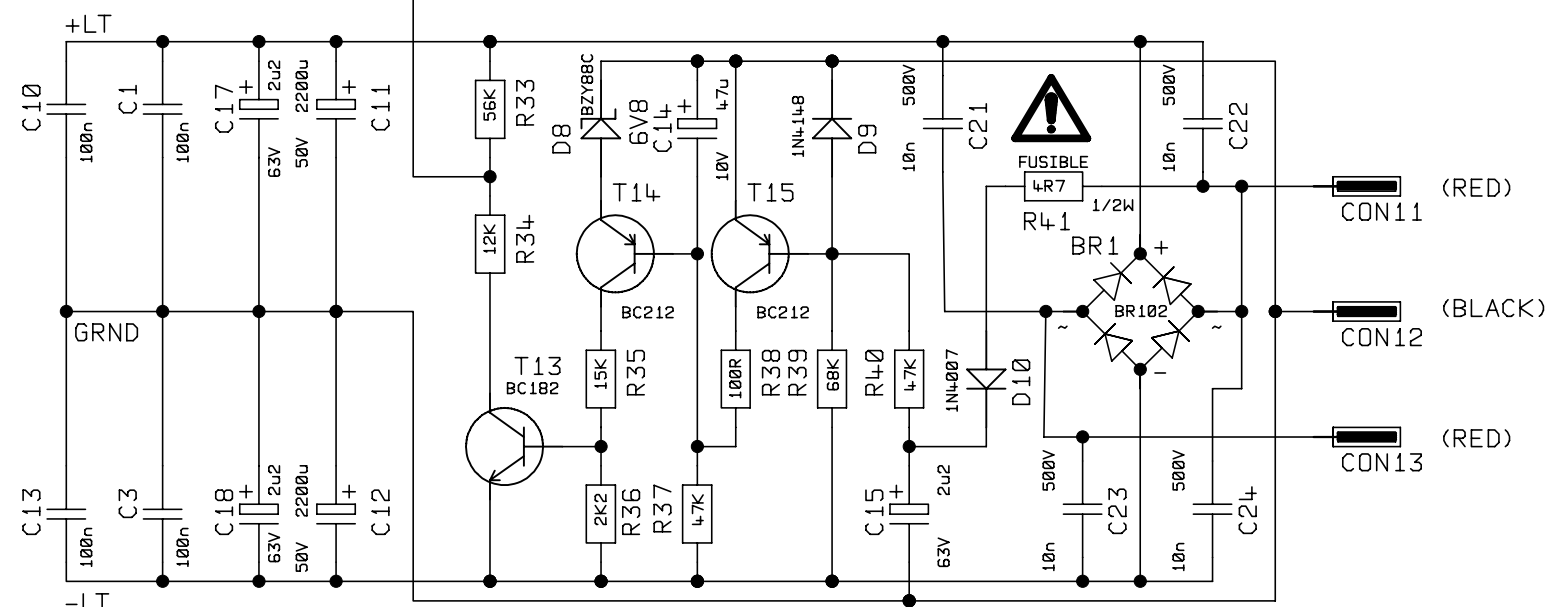 +LT
C10
100n
C1
100n
C17
2u2
63V
2200u
50V
C11
56K
R33
12K
R34
D8
BZY88C
6V8
C14
47u
10V
1N4148
D9
500V
C21
10n
FUSIBLE
4R7
1/2W
R41
500V
C22
10n
CON11
(RED)
T14
BC212
T15
BC212
BR1
+
BR102
~
~
-
GRND
CON12
(BLACK)
T13
BC182
15K
R35
100R
R38
R39
68K
R40
47K
1N4007
D10
CON13
(RED)
C13
100n
C3
100n
C18
2u2
63V
2200u
50V
C12
2K2
R36
R37
47K
C15
2u2
63V
500V
C23
10n
500V
C24
10n
-LT